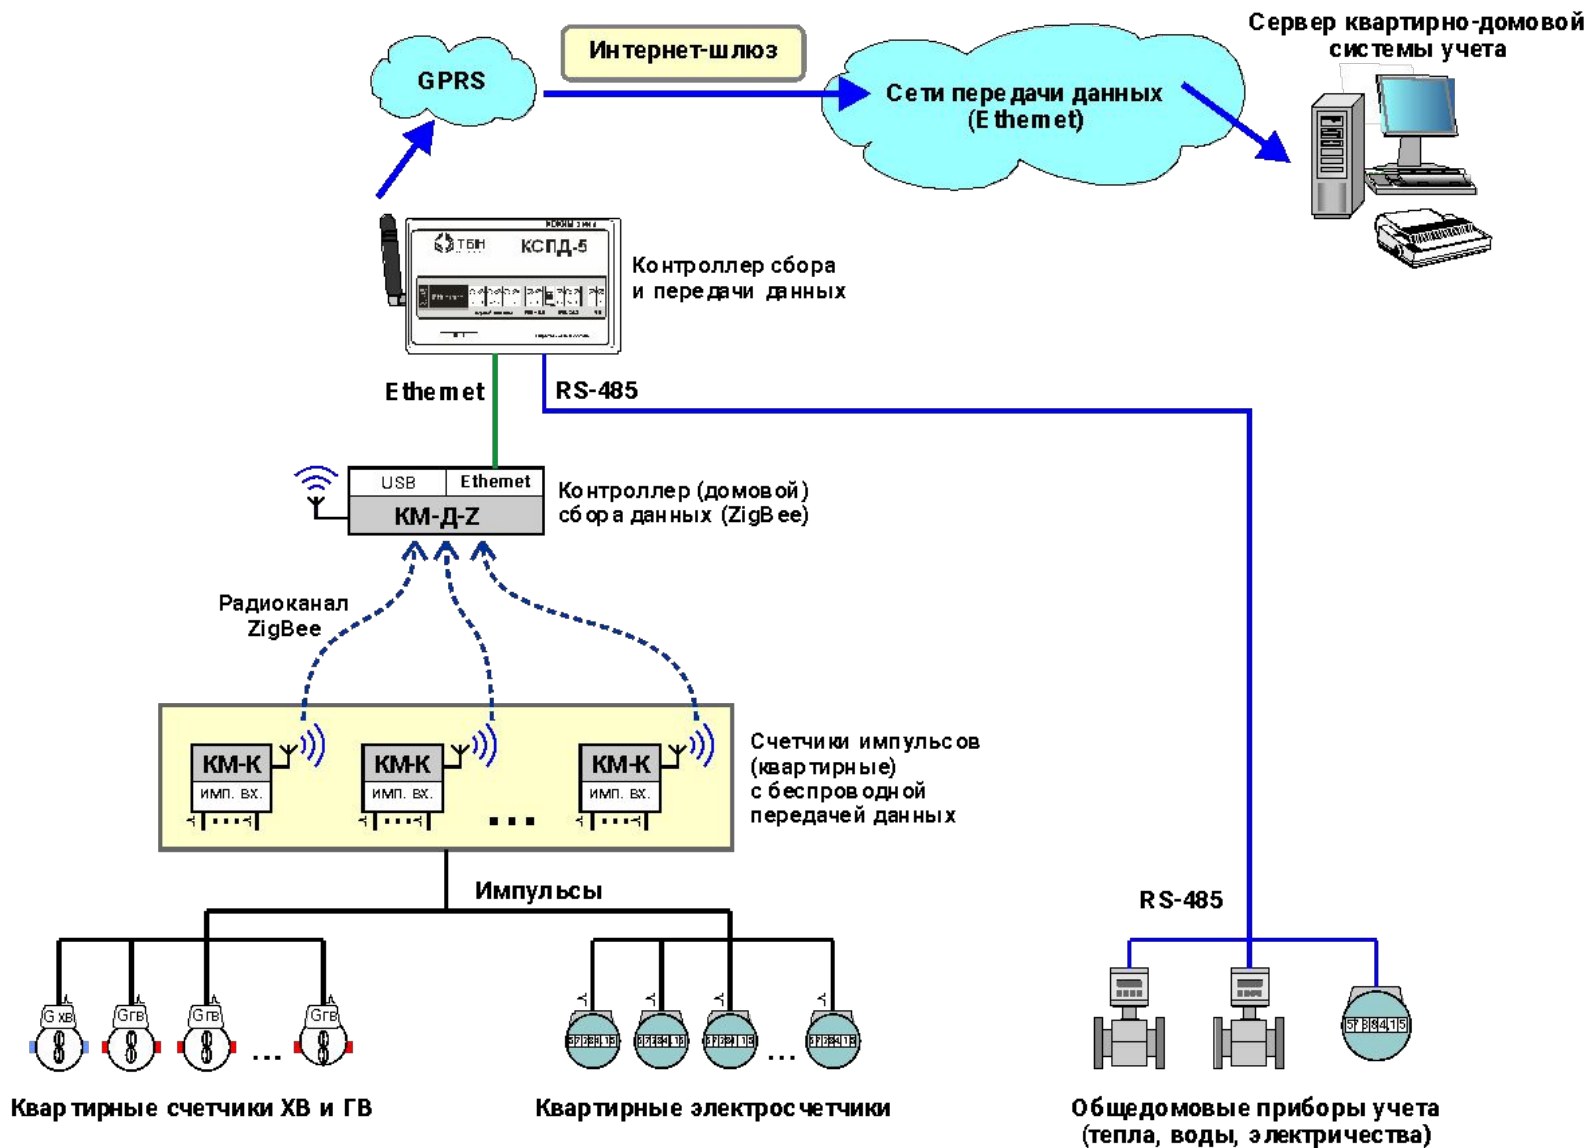 Сервер квартирно-домовой
системы учета
Интернет-шлюз
GPRS
Сети передачи данных
(Ethernet)
ТБН
КСПД-5
Контроллер сбора
и передачи данных
Ethernet
RS-485
USB
Ethernet
КМ-Д-Z
Контроллер (домовой)
сбора данных (ZigBee)
Радиоканал
ZigBee
КМ-К
ИМП. ВХ.
КМ-К
ИМП. ВХ.
...
КМ-К
ИМП. ВХ.
Счетчики импульсов
(квартирные)
с беспроводной
передачей данных
Импульсы
RS-485
G хв
Gгв
Gгв
...
Gгв
...
Квартирные счетчики ХВ и ГВ
Квартирные электросчетчики
Общедомовые приборы учета
(тепла, воды, электричества)